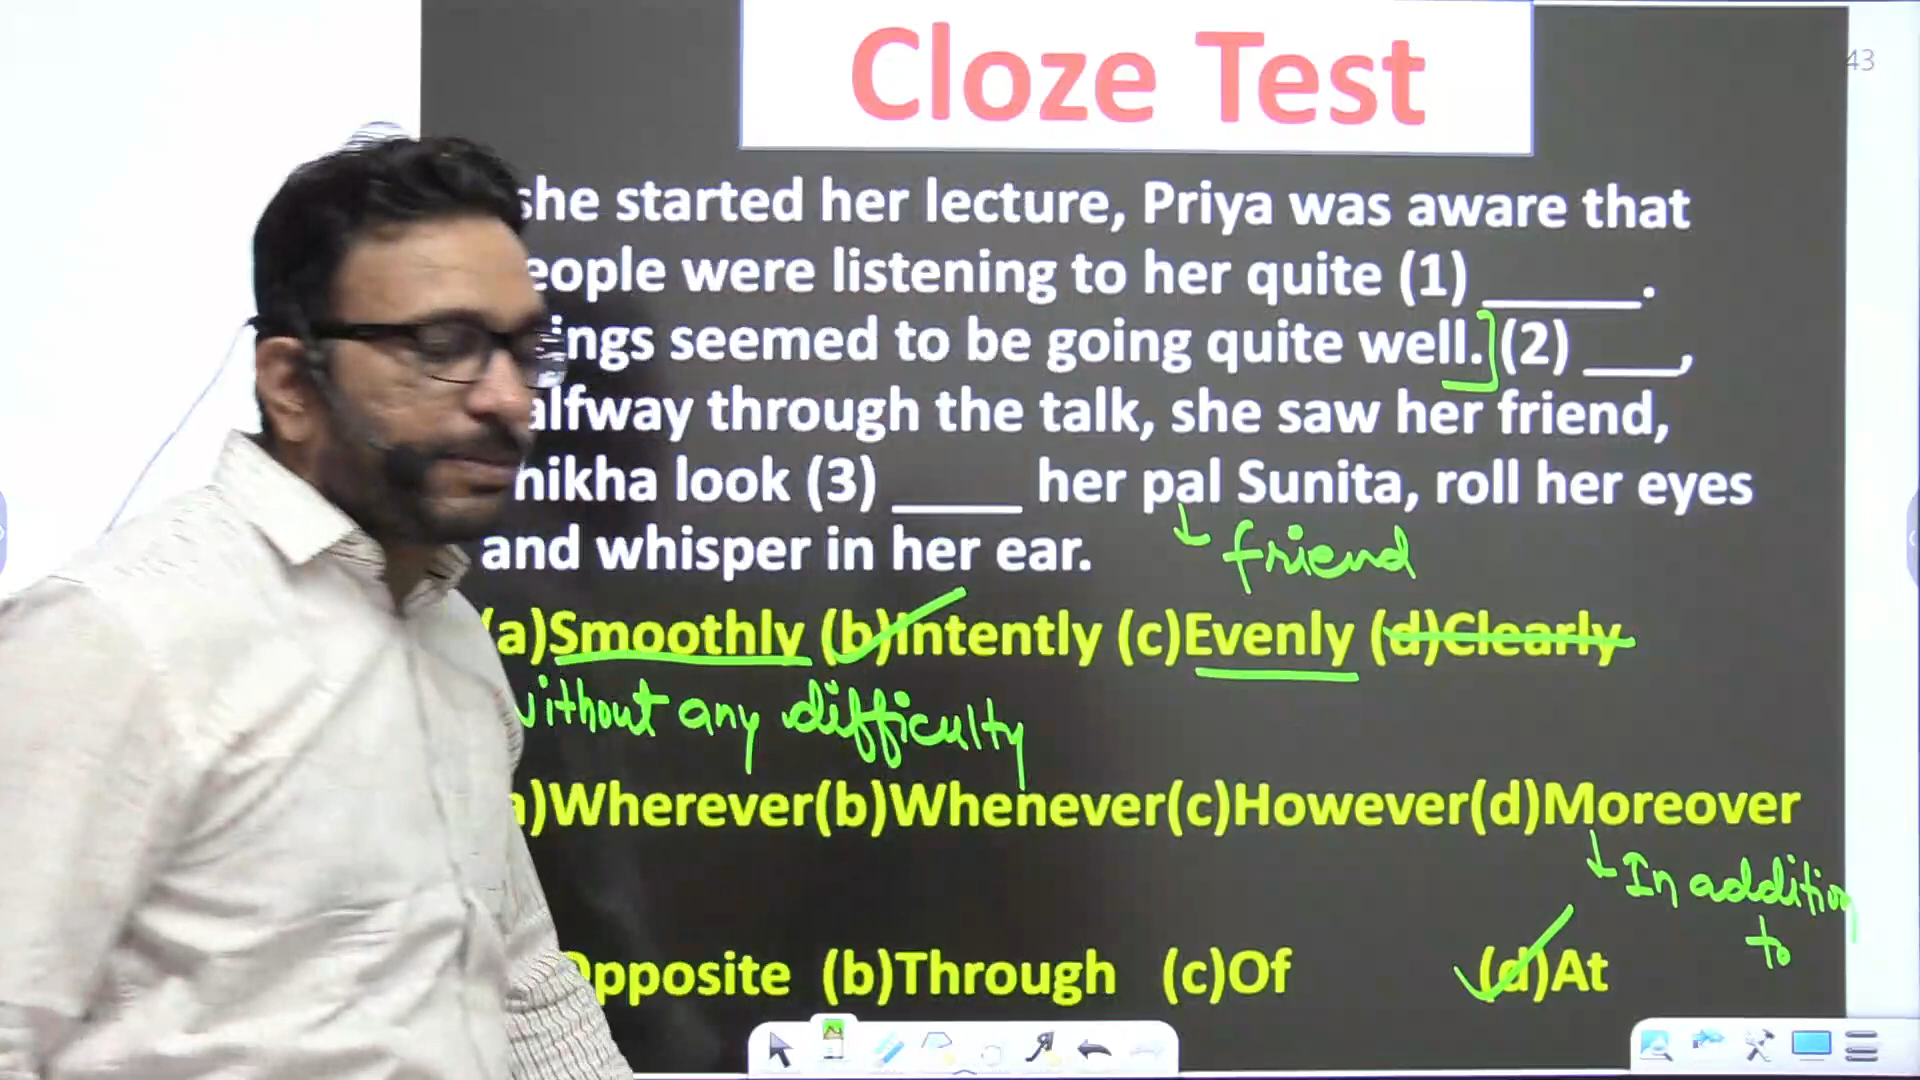 Cloze Test
43
she started her lecture, Priya was aware that
eople were listening to her quite (1) ______.
ings seemed to be going quite well. (2) ____,
alfway through the talk, she saw her friend,
hikha look (3) _____ her pal Sunita, roll her eyes
and whisper in her ear.
friend
(a)Smoothly (b)Intently (c)Evenly (d)Clearly
without any difficulty
a)Wherever(b)Whenever(c)However(d)Moreover
In addition
to
Opposite (b)Through (c)Of (d)At